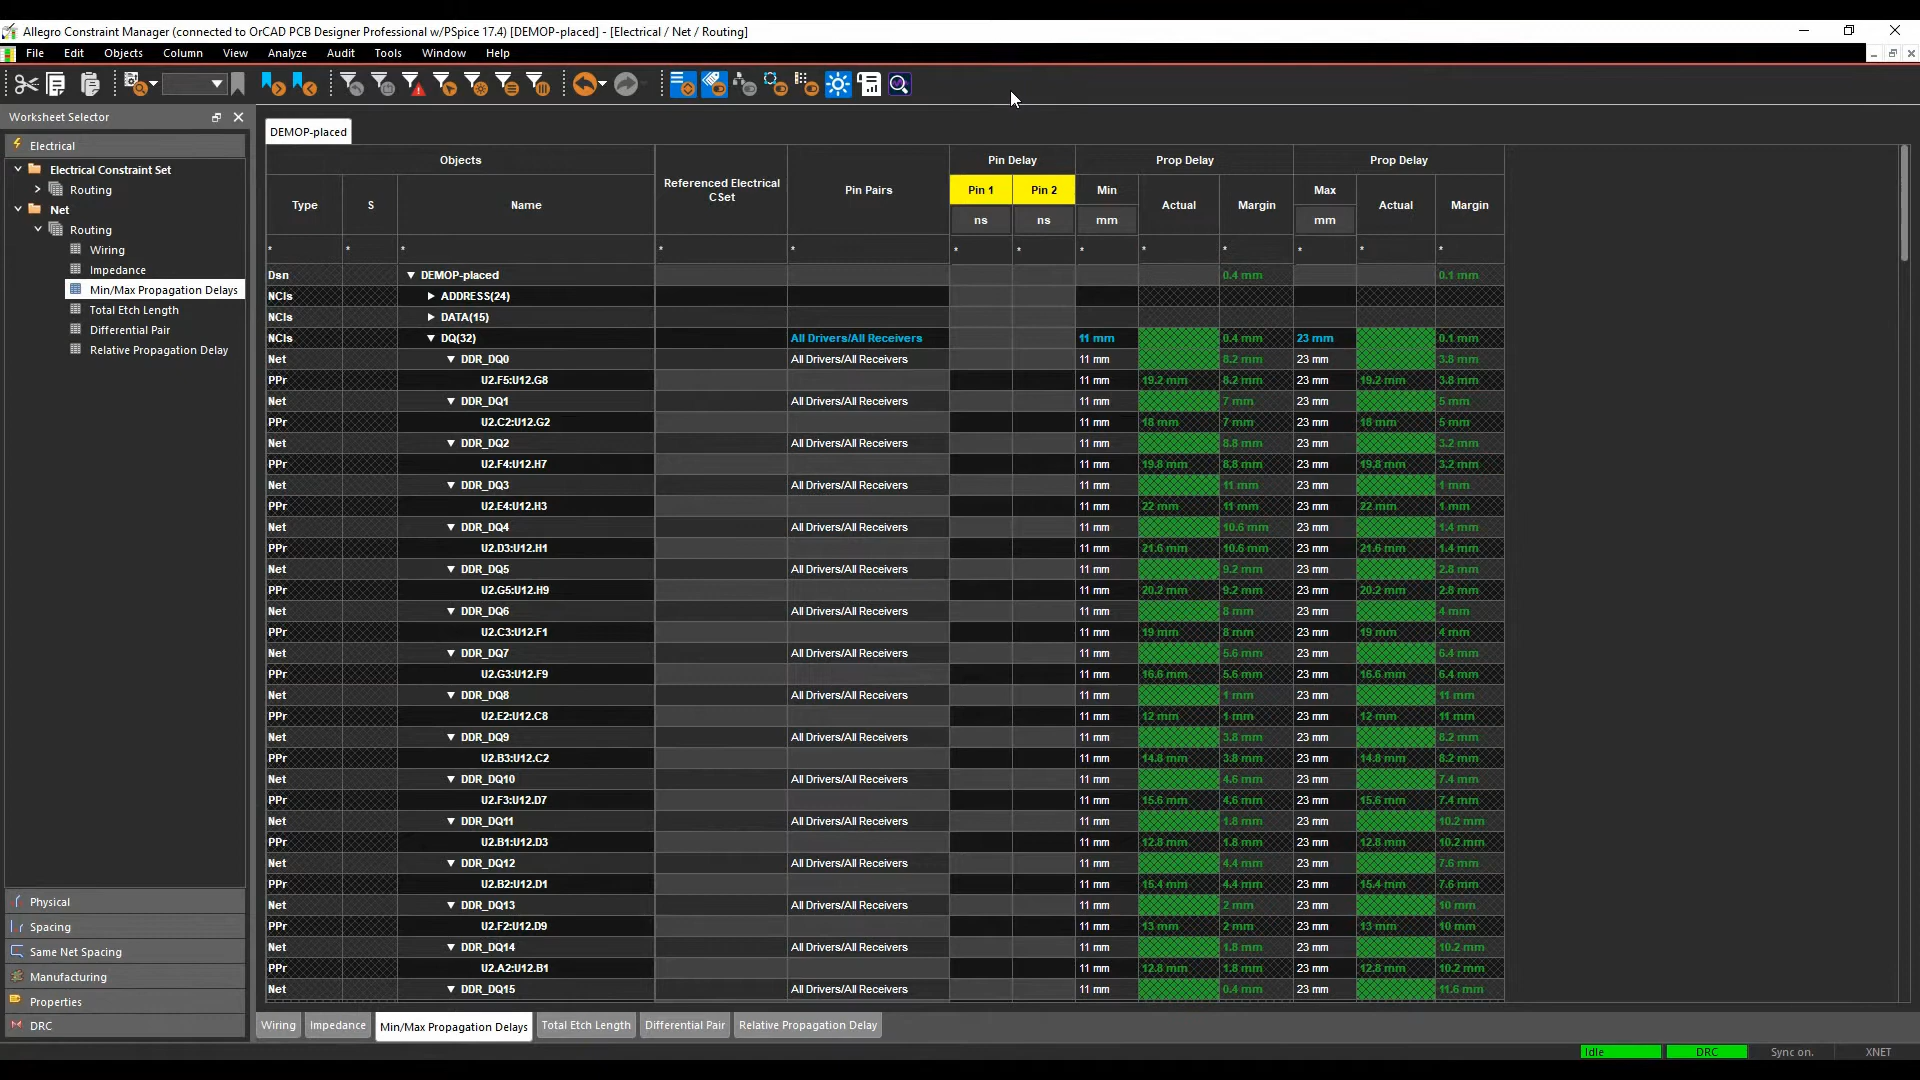 Allegro Constraint Manager (connected to OrCAD PCB Designer Professional w/PSpice 17.4) [DEMOP-placed] - [Electrical / Net / Routing]
File Edit Objects Column View Analyze Audit Tools Window Help
Worksheet Selector
Electrical
Electrical Constraint Set
Routing
Net
Routing
Wiring
Impedance
Min/Max Propagation Delays
Total Etch Length
Differential Pair
Relative Propagation Delay
Physical
Spacing
Same Net Spacing
Manufacturing
Properties
DRC
DEMOP-placed
Objects Referenced Electrical CSet Pin Pairs Pin Delay Prop Delay Prop Delay
Type S Name Pin 1 Pin 2 Min Actual Margin Max Actual Margin
ns ns mm mm
* * * * * * * * * * * * *
Dsn DEMOP-placed 0.4 mm 0.1 mm
NCls ADDRESS(24)
NCls DATA(15)
NCls DQ(32) All Drivers/All Receivers 11 mm 0.4 mm 23 mm 0.1 mm
Net DDR_DQ0 All Drivers/All Receivers 11 mm 8.2 mm 23 mm 3.8 mm
PPr U2.F5:U12.G8 11 mm 19.2 mm 8.2 mm 23 mm 19.2 mm 3.8 mm
Net DDR_DQ1 All Drivers/All Receivers 11 mm 7 mm 23 mm 5 mm
PPr U2.C2:U12.G2 11 mm 18 mm 7 mm 23 mm 18 mm 5 mm
Net DDR_DQ2 All Drivers/All Receivers 11 mm 8.8 mm 23 mm 3.2 mm
PPr U2.F4:U12.H7 11 mm 19.8 mm 8.8 mm 23 mm 19.8 mm 3.2 mm
Net DDR_DQ3 All Drivers/All Receivers 11 mm 11 mm 23 mm 1 mm
PPr U2.E4:U12.H3 11 mm 22 mm 11 mm 23 mm 22 mm 1 mm
Net DDR_DQ4 All Drivers/All Receivers 11 mm 10.6 mm 23 mm 1.4 mm
PPr U2.D3:U12.H1 11 mm 21.6 mm 10.6 mm 23 mm 21.6 mm 1.4 mm
Net DDR_DQ5 All Drivers/All Receivers 11 mm 9.2 mm 23 mm 2.8 mm
PPr U2.G5:U12.H9 11 mm 20.2 mm 9.2 mm 23 mm 20.2 mm 2.8 mm
Net DDR_DQ6 All Drivers/All Receivers 11 mm 8 mm 23 mm 4 mm
PPr U2.C3:U12.F1 11 mm 19 mm 8 mm 23 mm 19 mm 4 mm
Net DDR_DQ7 All Drivers/All Receivers 11 mm 5.6 mm 23 mm 6.4 mm
PPr U2.G3:U12.F9 11 mm 16.6 mm 5.6 mm 23 mm 16.6 mm 6.4 mm
Net DDR_DQ8 All Drivers/All Receivers 11 mm 1 mm 23 mm 11 mm
PPr U2.E2:U12.C8 11 mm 12 mm 1 mm 23 mm 12 mm 11 mm
Net DDR_DQ9 All Drivers/All Receivers 11 mm 3.8 mm 23 mm 8.2 mm
PPr U2.B3:U12.C2 11 mm 14.8 mm 3.8 mm 23 mm 14.8 mm 8.2 mm
Net DDR_DQ10 All Drivers/All Receivers 11 mm 4.6 mm 23 mm 7.4 mm
PPr U2.F3:U12.D7 11 mm 15.6 mm 4.6 mm 23 mm 15.6 mm 7.4 mm
Net DDR_DQ11 All Drivers/All Receivers 11 mm 1.8 mm 23 mm 10.2 mm
PPr U2.B1:U12.D3 11 mm 12.8 mm 1.8 mm 23 mm 12.8 mm 10.2 mm
Net DDR_DQ12 All Drivers/All Receivers 11 mm 4.4 mm 23 mm 7.6 mm
PPr U2.B2:U12.D1 11 mm 15.4 mm 4.4 mm 23 mm 15.4 mm 7.6 mm
Net DDR_DQ13 All Drivers/All Receivers 11 mm 2 mm 23 mm 10 mm
PPr U2.F2:U12.D9 11 mm 13 mm 2 mm 23 mm 13 mm 10 mm
Net DDR_DQ14 All Drivers/All Receivers 11 mm 1.8 mm 23 mm 10.2 mm
PPr U2.A2:U12.B1 11 mm 12.8 mm 1.8 mm 23 mm 12.8 mm 10.2 mm
Net DDR_DQ15 All Drivers/All Receivers 11 mm 0.4 mm 23 mm 11.6 mm
Wiring Impedance Min/Max Propagation Delays Total Etch Length Differential Pair Relative Propagation Delay
Idle DRC Sync on. XNET